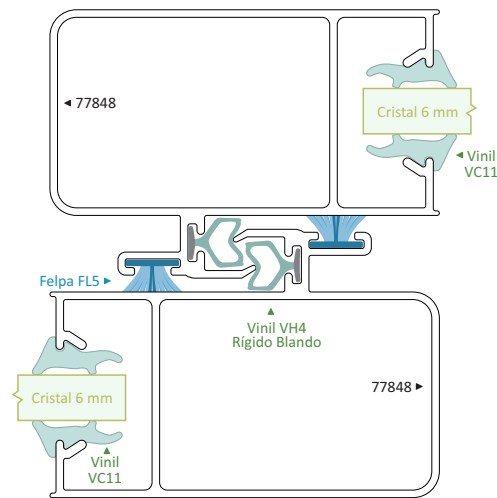 77848
Cristal 6 mm
Vinil
VC11
Felpa FL5
Vinil VH4
Rígido Blando
77848
Cristal 6 mm
Vinil
VC11